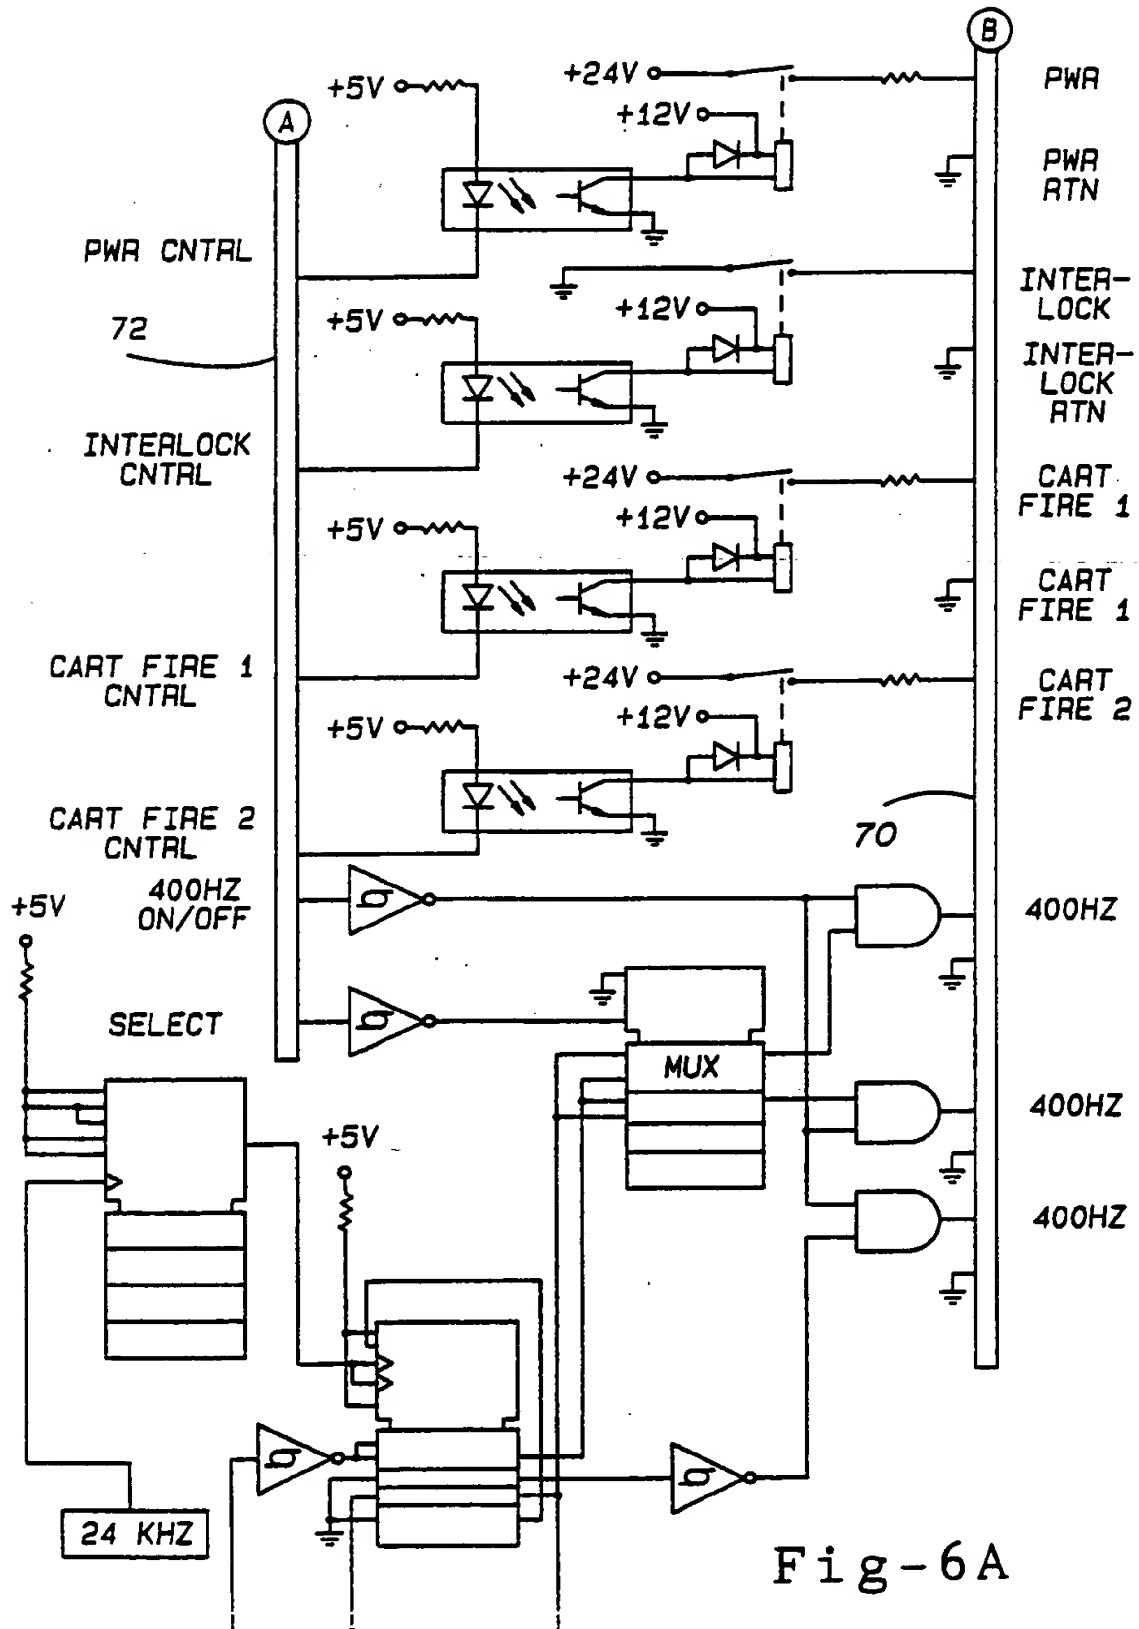 B
+24V
PWR
+5V
+12V
A
PWR
RTN
PWR CNTRL
INTER-
LOCK
+5V
+12V
72
INTER-
LOCK
RTN
INTERLOCK
CNTRL
+24V
CART
FIRE 1
+5V
+12V
CART
FIRE 1
CART FIRE 1
CNTRL
+24V
CART
FIRE 2
+5V
+12V
CART FIRE 2
CNTRL
70
400HZ
ON/OFF
+5V
400HZ
SELECT
MUX
400HZ
+5V
400HZ
24 KHZ
Fig-6A